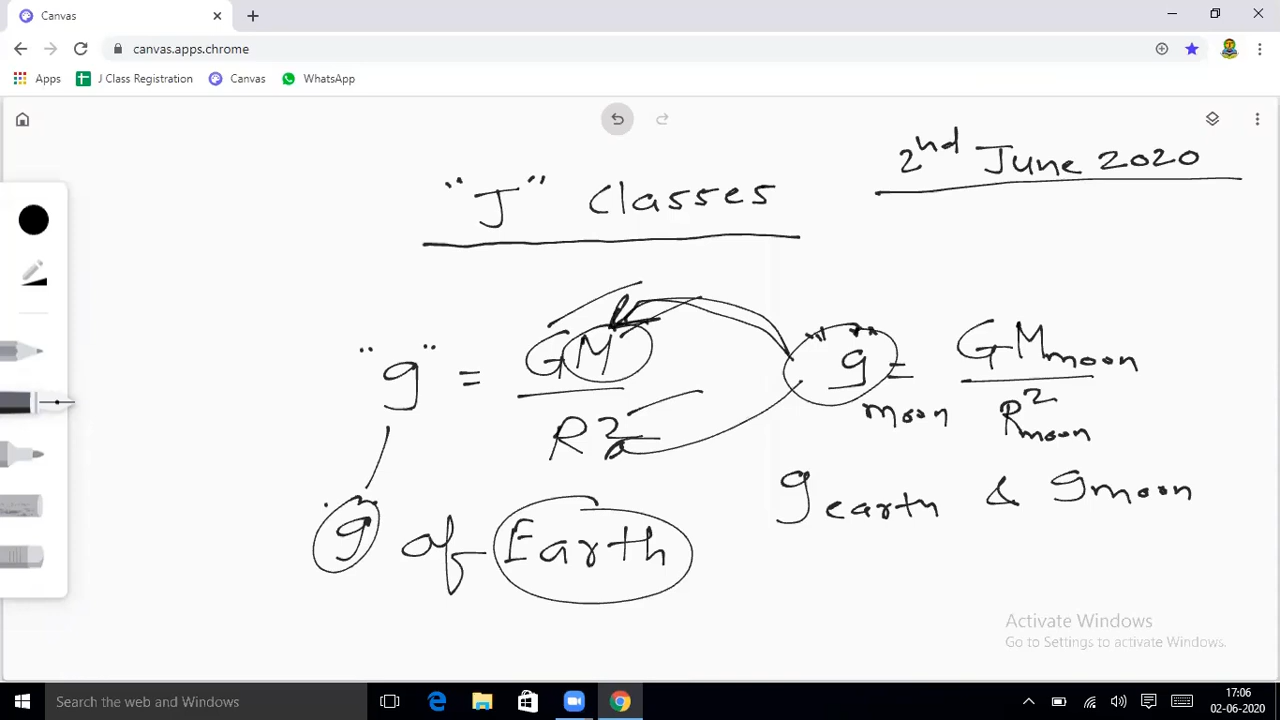 Canvas
canvas.apps.chrome
Apps J Class Registration Canvas WhatsApp
2nd June 2020
"J" Classes
"g" = GM / R²
"g" moon = GMmoon / R²moon
g earth & gmoon
"g" of Earth
Activate Windows
Go to Settings to activate Windows.
Search the web and Windows
17:06
02-06-2020